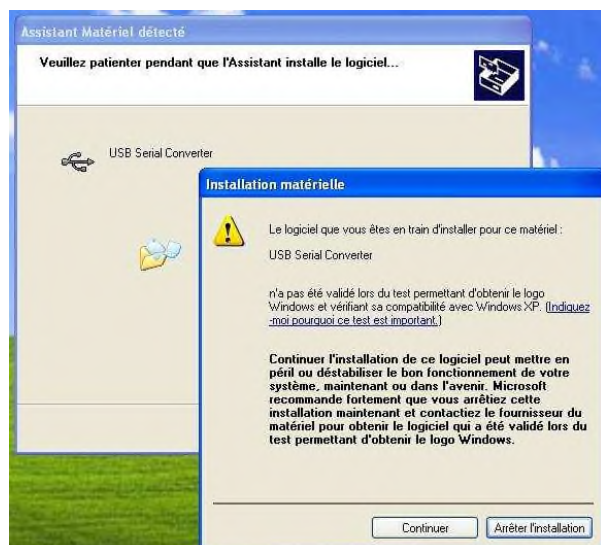 Assistant Matériel détecté
Veuillez patienter pendant que l'Assistant installe le logiciel...
USB Serial Converter
Installation matérielle
Le logiciel que vous êtes en train d'installer pour ce matériel :
USB Serial Converter
n'a pas été validé lors du test permettant d'obtenir le logo
Windows et vérifiant sa compatibilité avec Windows XP. (Indiquez
-moi pourquoi ce test est important.)
Continuer l'installation de ce logiciel peut mettre en
péril ou déstabiliser le bon fonctionnement de votre
système, maintenant ou dans l'avenir. Microsoft
recommande fortement que vous arrêtiez cette
installation maintenant et contactiez le fournisseur du
matériel pour obtenir le logiciel qui a été validé lors du
test permettant d'obtenir le logo Windows.
Continuer
Arrêter l'installation